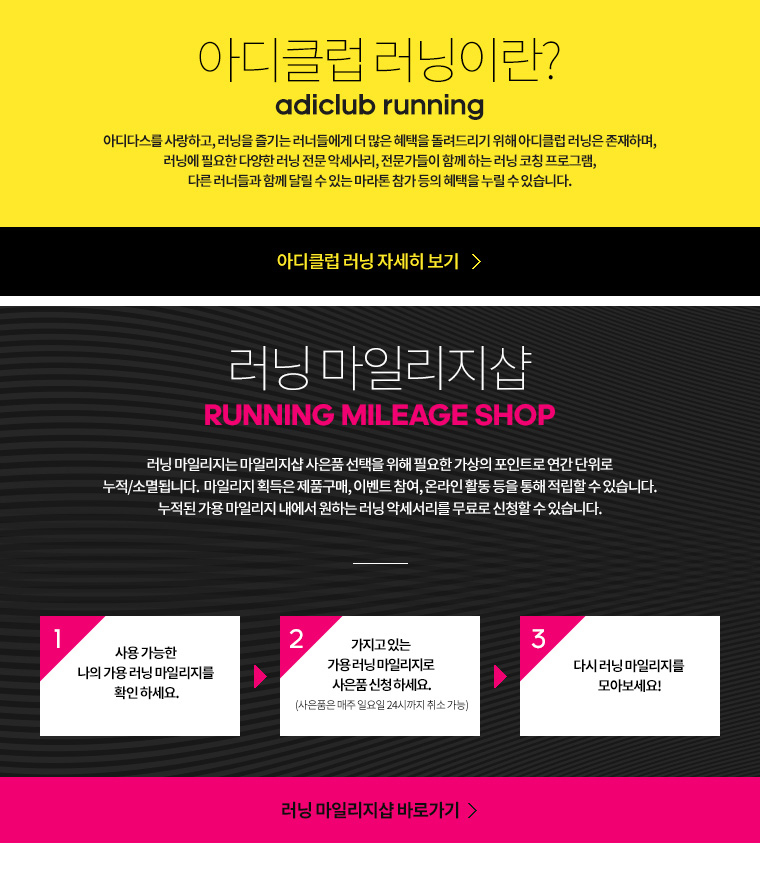 아디클럽 러닝이란?
adiclub running
아디다스를 사랑하고, 러닝을 즐기는 러너들에게 더 많은 혜택을 돌려드리기 위해 아디클럽 러닝은 존재하며,
러닝에 필요한 다양한 러닝 전문 악세사리, 전문가들이 함께 하는 러닝 코칭 프로그램,
다른 러너들과 함께 달릴 수 있는 마라톤 참가 등의 혜택을 누릴 수 있습니다.
아디클럽 러닝 자세히 보기 >
러닝 마일리지샵
RUNNING MILEAGE SHOP
러닝 마일리지는 마일리지샵 사은품 선택을 위해 필요한 가상의 포인트로 연간 단위로
누적/소멸됩니다. 마일리지 획득은 제품구매, 이벤트 참여, 온라인 활동 등을 통해 적립할 수 있습니다.
누적된 가용 마일리지 내에서 원하는 러닝 악세서리를 무료로 신청할 수 있습니다.
1
사용 가능한
나의 가용 러닝 마일리지를
확인 하세요.
2
가지고 있는
가용 러닝 마일리지로
사은품 신청 하세요.
(사은품은 매주 일요일 24시까지 취소 가능)
3
다시 러닝 마일리지를
모아보세요!
러닝 마일리지샵 바로가기 >